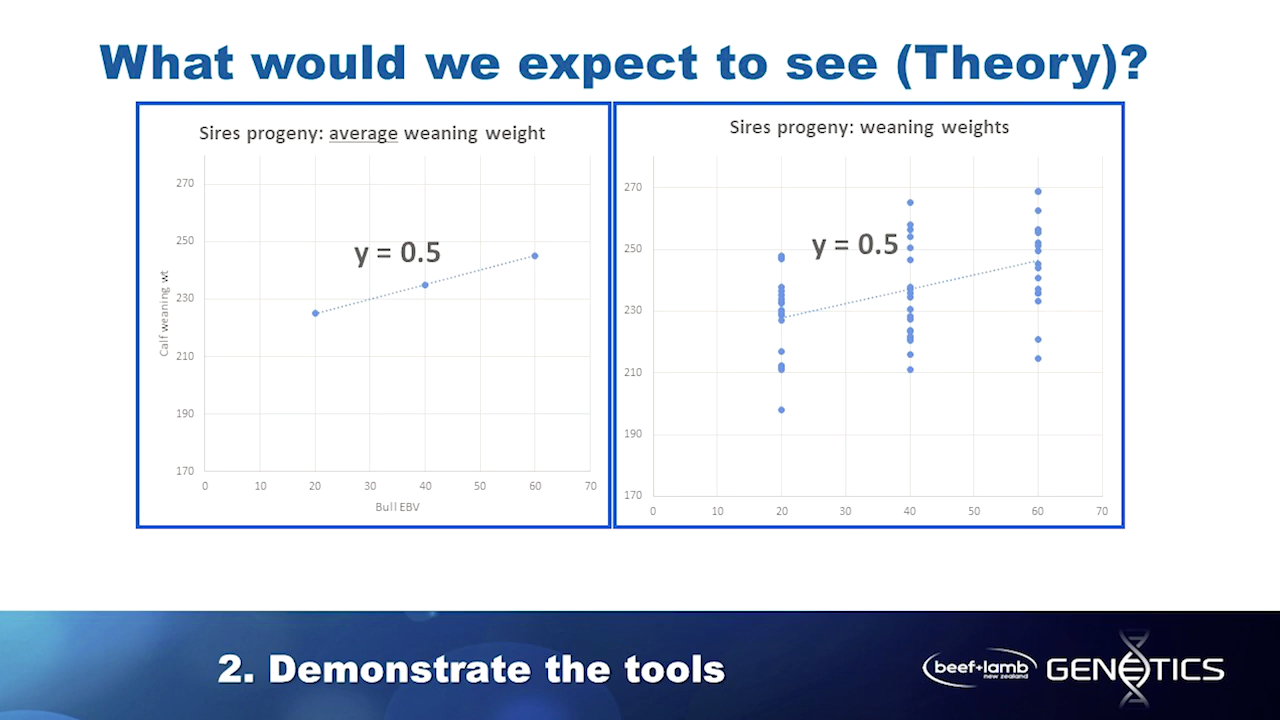 What would we expect to see (Theory)?
Sires progeny: average weaning weight
270
250
230
210
190
170
Calf weaning wt
y = 0.5
0 10 20 30 40 50 60 70
Bull EBV
Sires progeny: weaning weights
270
250
230
210
190
170
y = 0.5
0 10 20 30 40 50 60 70
2. Demonstrate the tools
beef+lamb
new zealand
GENETICS